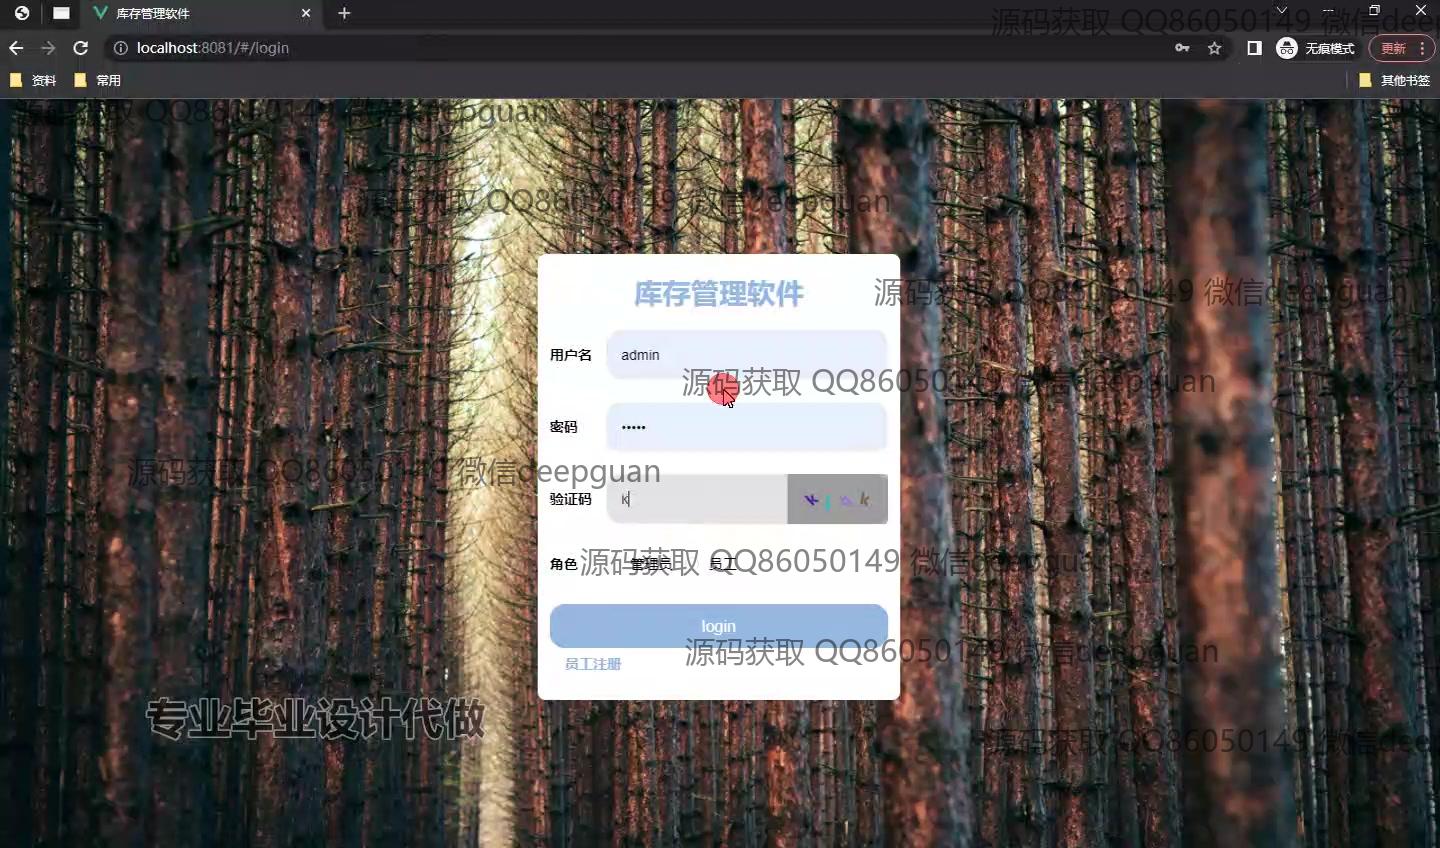 库存管理软件
源码获取 QQ86050149 微信deep
localhost:8081/#/login
无痕模式
更新
资料
常用
其他书签
QQ86050149 微信deepguan
源码获取 QQ86050149 微信deepguan
库存管理软件
源码获取 QQ86050149 微信deepguan
用户名
admin
源码获取 QQ86050149 微信deepguan
密码
•••••
源码获取 QQ86050149 微信deepguan
验证码
k
角色
管理员
员工
源码获取 QQ86050149 微信deepguan
login
源码获取 QQ86050149 微信deepguan
员工注册
专业毕业设计代做
源码获取 QQ86050149 微信deep